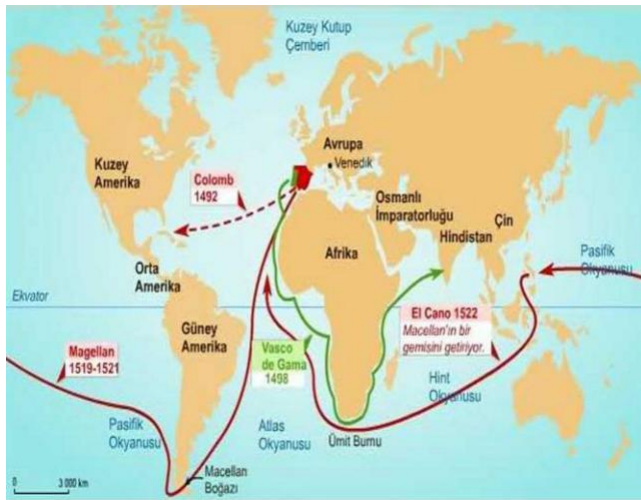 Kuzey Kutup
Çemberi
Avrupa
Venedik
Kuzey
Amerika
Colomb
1492
Osmanlı
İmparatorluğu
Çin
Hindistan
Afrika
Pasifik
Okyanusu
Orta
Amerika
Ekvator
Güney
Amerika
El Cano 1522
Macellan'ın bir
gemisini getiriyor.
Magellan
1519-1521
Vasco
de Gama
1498
Hint
Okyanusu
Pasifik
Okyanusu
Atlas
Okyanusu
Ümit Burnu
Macellan
Boğazı
0 3 000 km